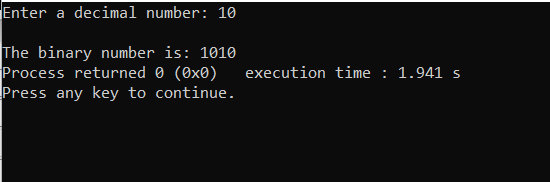 Enter a decimal number: 10
The binary number is: 1010
Process returned 0 (0x0)   execution time : 1.941 s
Press any key to continue.